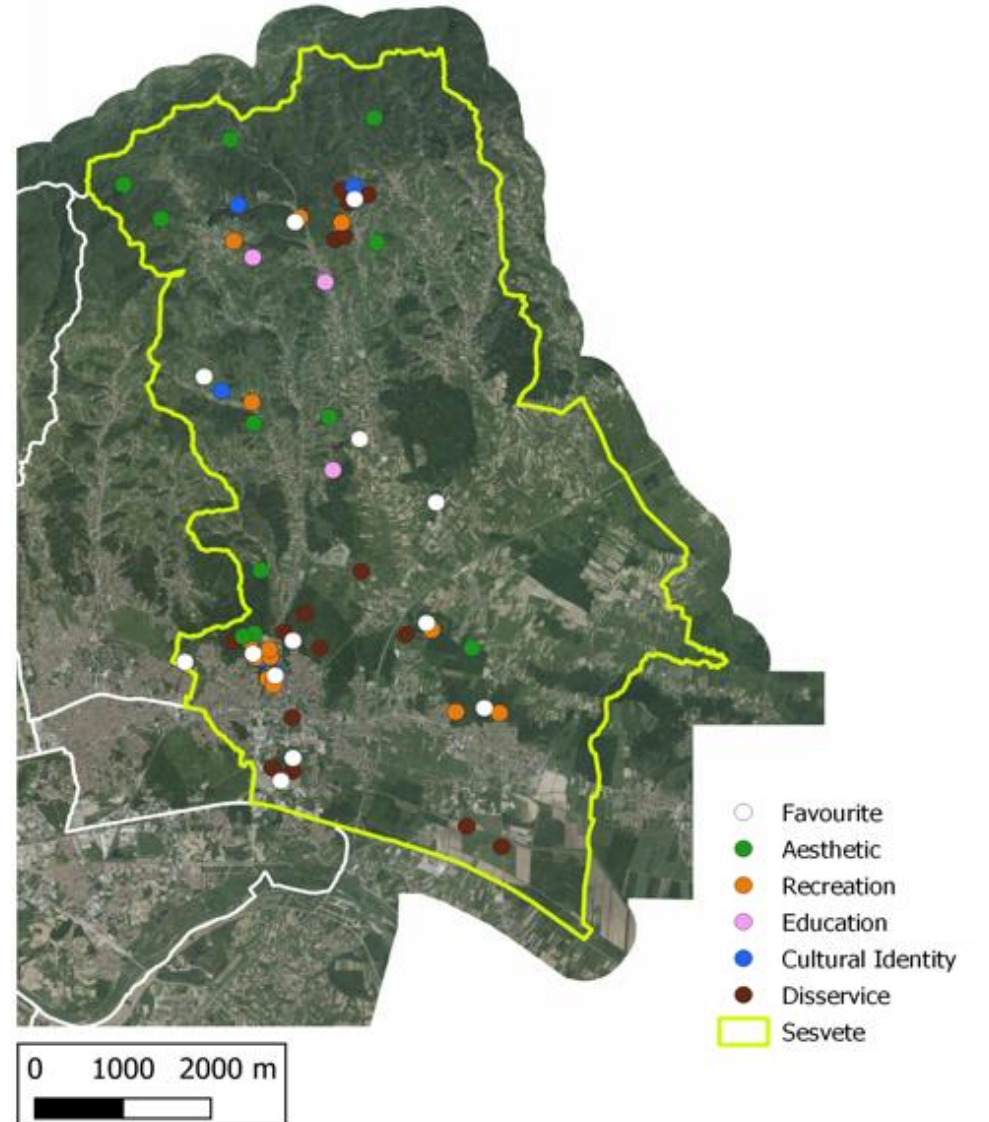 Favourite
Aesthetic
Recreation
Education
Cultural Identity
Disservice
Sesvete
0 1000 2000 m